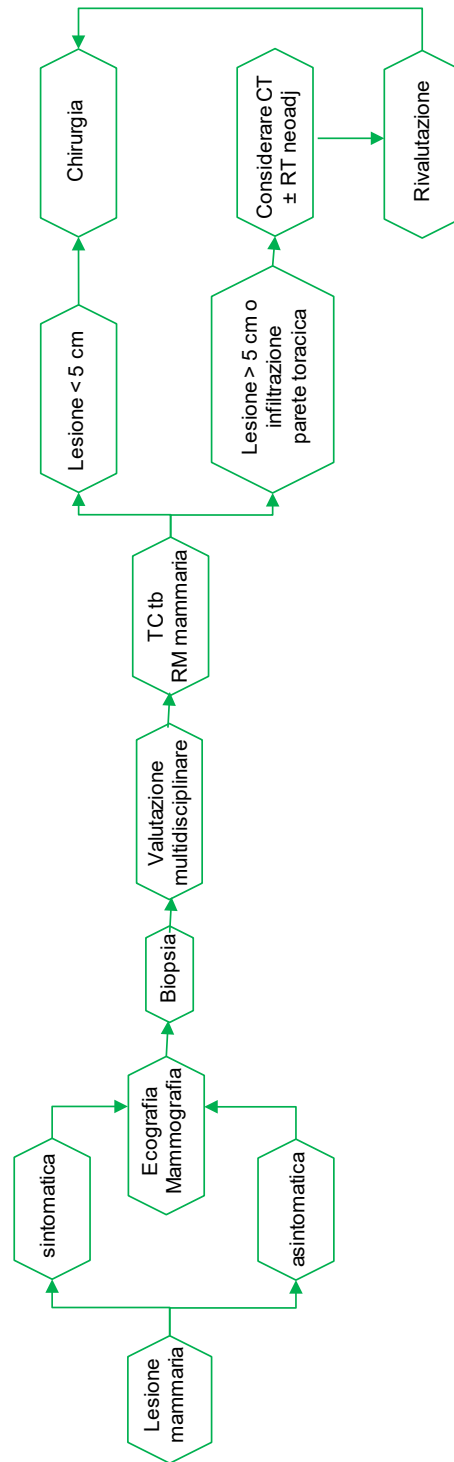 Lesione
mammaria
sintomatica
asintomatica
Ecografia
Mammografia
Biopsia
Valutazione
multidisciplinare
TC tb
RM mammaria
Lesione < 5 cm
Lesione > 5 cm o
infiltrazione
parete toracica
Chirurgia
Considerare CT
± RT neoadj
Rivalutazione